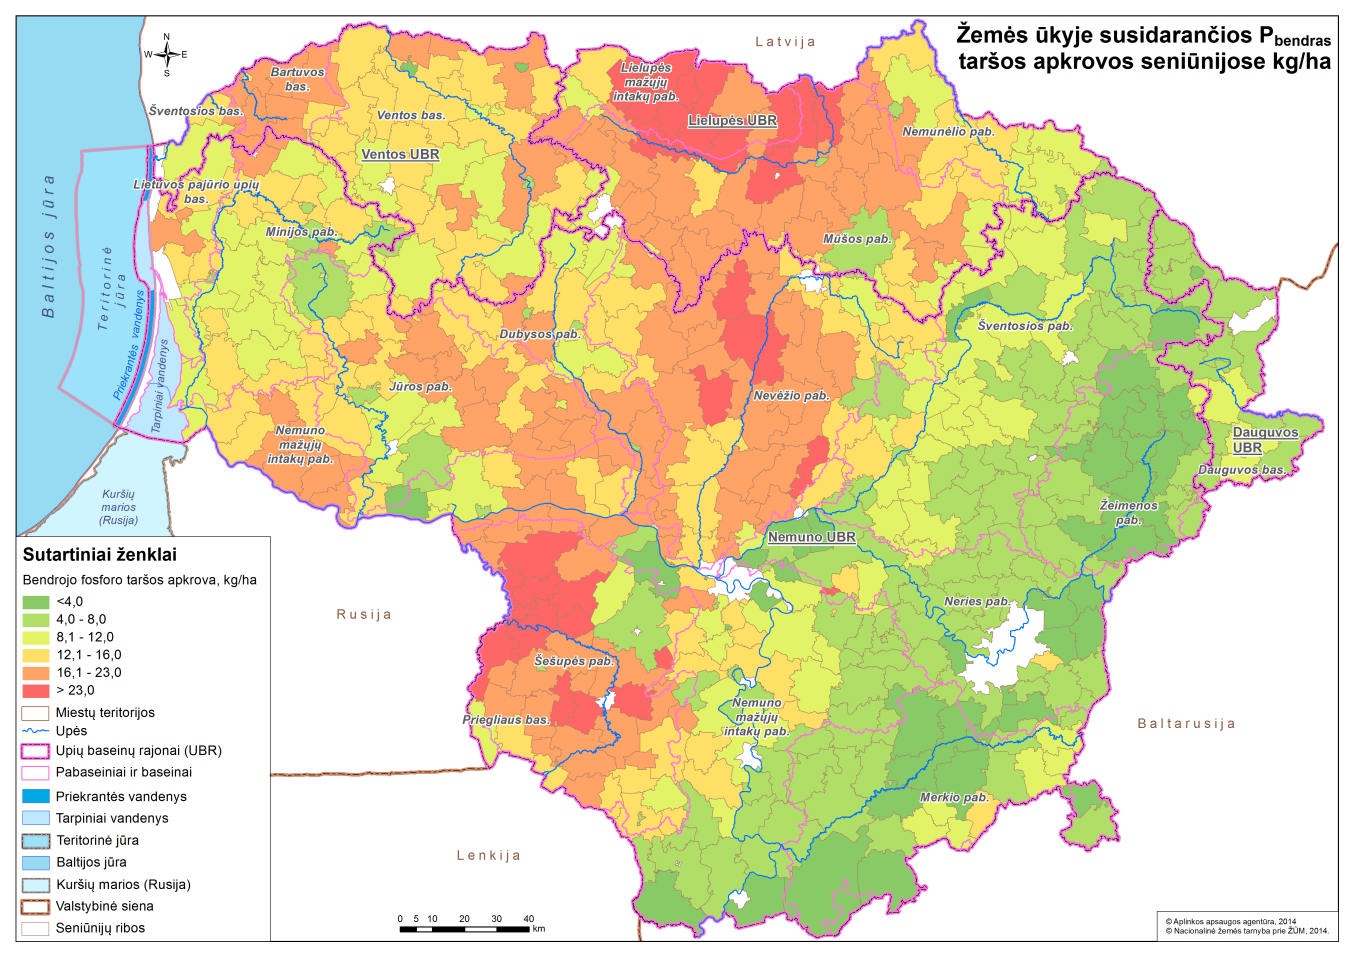 Žemės ūkyje susidarančios Pbendras
taršos apkrovos seniūnijose kg/ha
Latvija
N
W
E
S
Bartuvos
bas.
Šventosios bas.
Ventos bas.
Ventos UBR
Lielupės
mažųjų
intakų pab.
Lielupės UBR
Nemunėlio pab.
Lietuvos pajūrio upių
bas.
Minijos pab.
Mūšos pab.
Baltijos jūra
Teritorinė
jūra
Priekrantės vandenys
Tarpiniai vandenys
Dubysos pab.
Šventosios pab.
Jūros pab.
Nevėžio pab.
Nemuno
mažųjų
intakų pab.
Dauguvos
UBR
Dauguvos bas.
Kuršių
marios
(Rusija)
Žeimenos
pab.
Nemuno UBR
Neries pab.
Rusija
Šešupės pab.
Priegliaus bas.
Nemuno
mažųjų
intakų pab.
Baltarusija
Merkio pab.
Lenkija
Sutartiniai ženklai
Bendrojo fosforo taršos apkrova, kg/ha
<4,0
4,0 - 8,0
8,1 - 12,0
12,1 - 16,0
16,1 - 23,0
> 23,0
Miestų teritorijos
Upės
Upių baseinų rajonai (UBR)
Pabaseiniai ir baseinai
Priekrantės vandenys
Tarpiniai vandenys
Teritorinė jūra
Baltijos jūra
Kuršių marios (Rusija)
Valstybinė siena
Seniūnijų ribos
0 5 10 20 30 40
km
© Aplinkos apsaugos agentūra, 2014
© Nacionalinė žemės tarnyba prie ŽŪM, 2014.